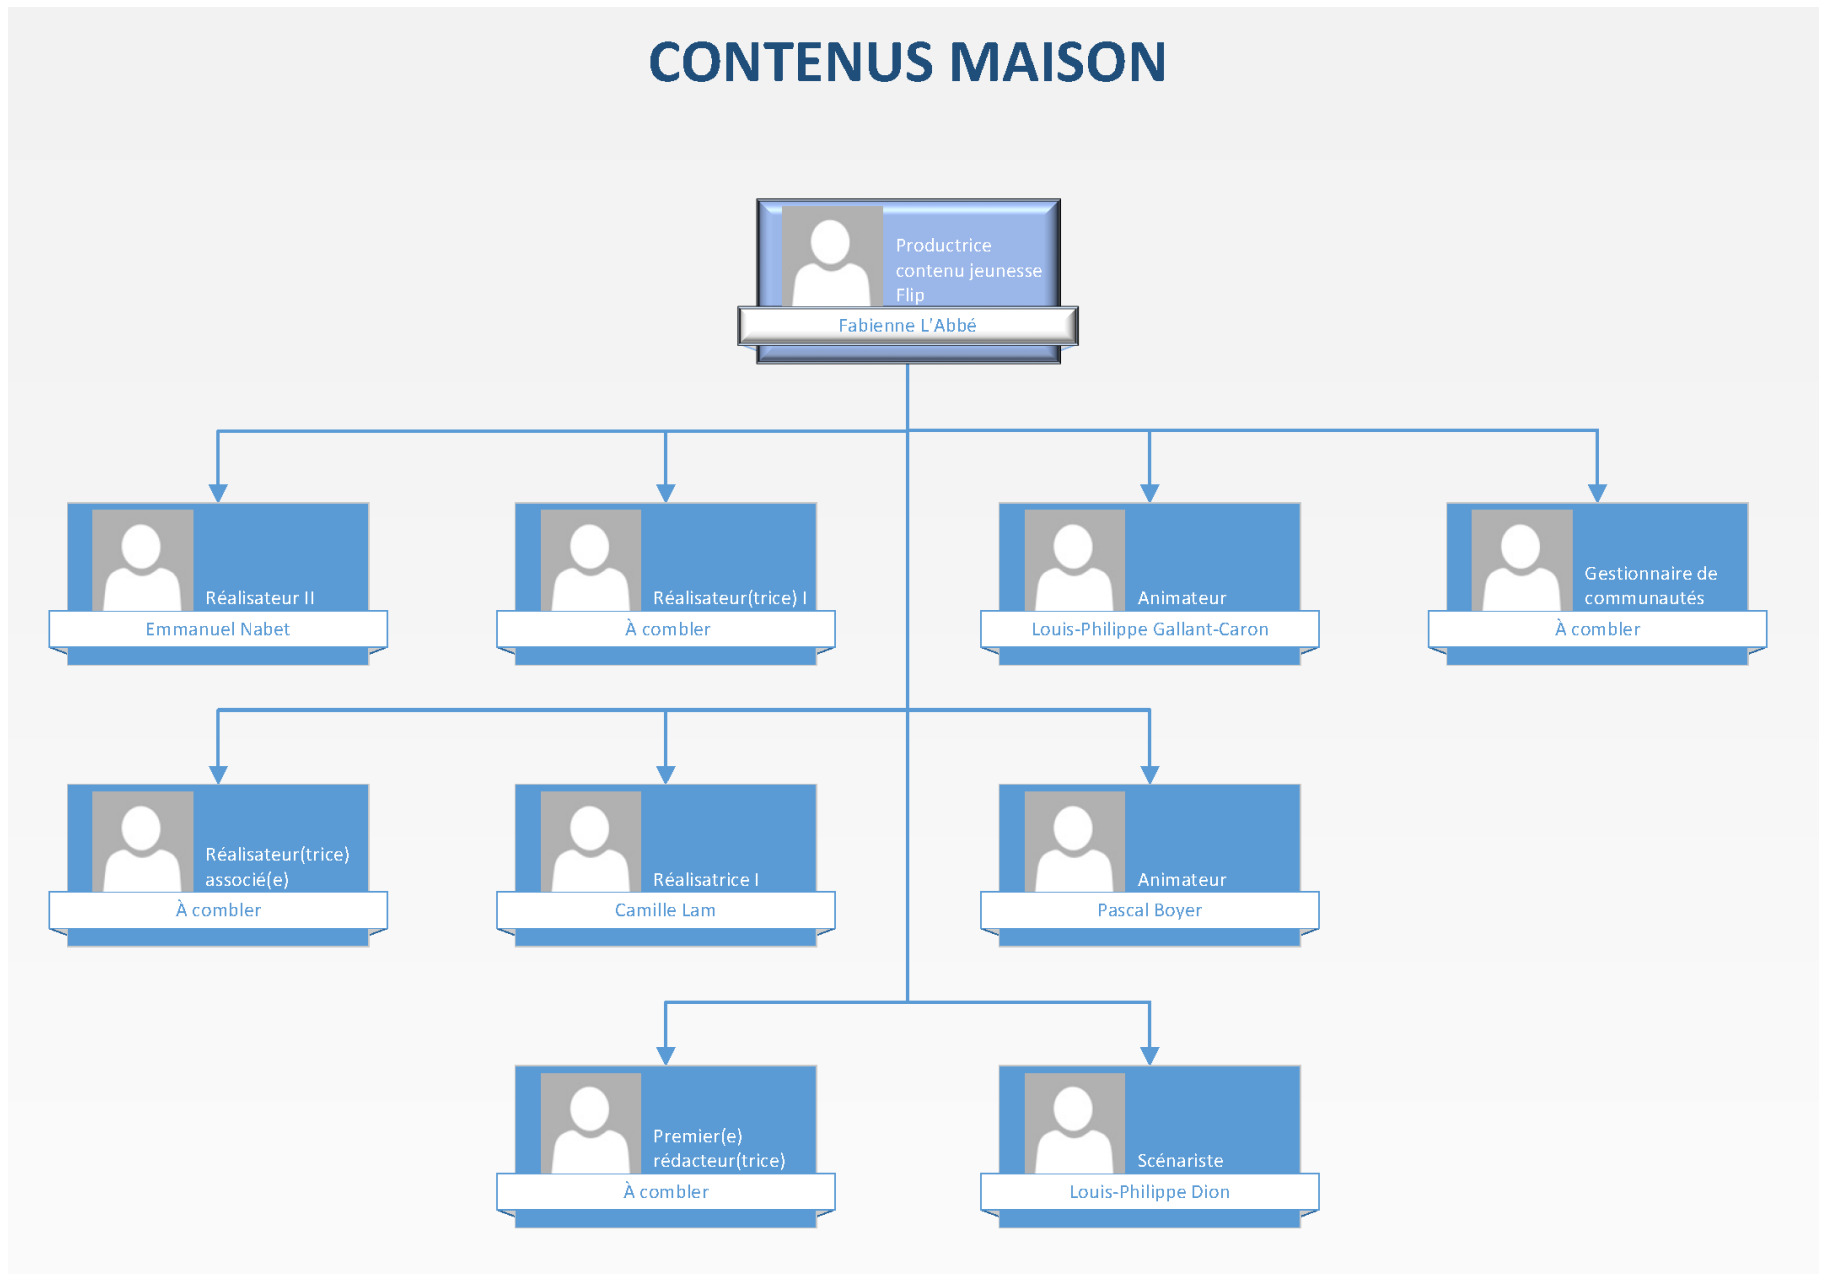 CONTENUS MAISON
Productrice
contenu jeunesse
Flip
Fabienne L'Abbé
Réalisateur II
Emmanuel Nabet
Réalisateur(trice) I
À combler
Animateur
Louis-Philippe Gallant-Caron
Gestionnaire de
communautés
À combler
Réalisateur(trice)
associé(e)
À combler
Réalisatrice I
Camille Lam
Animateur
Pascal Boyer
Premier(e)
rédacteur(trice)
À combler
Scénariste
Louis-Philippe Dion